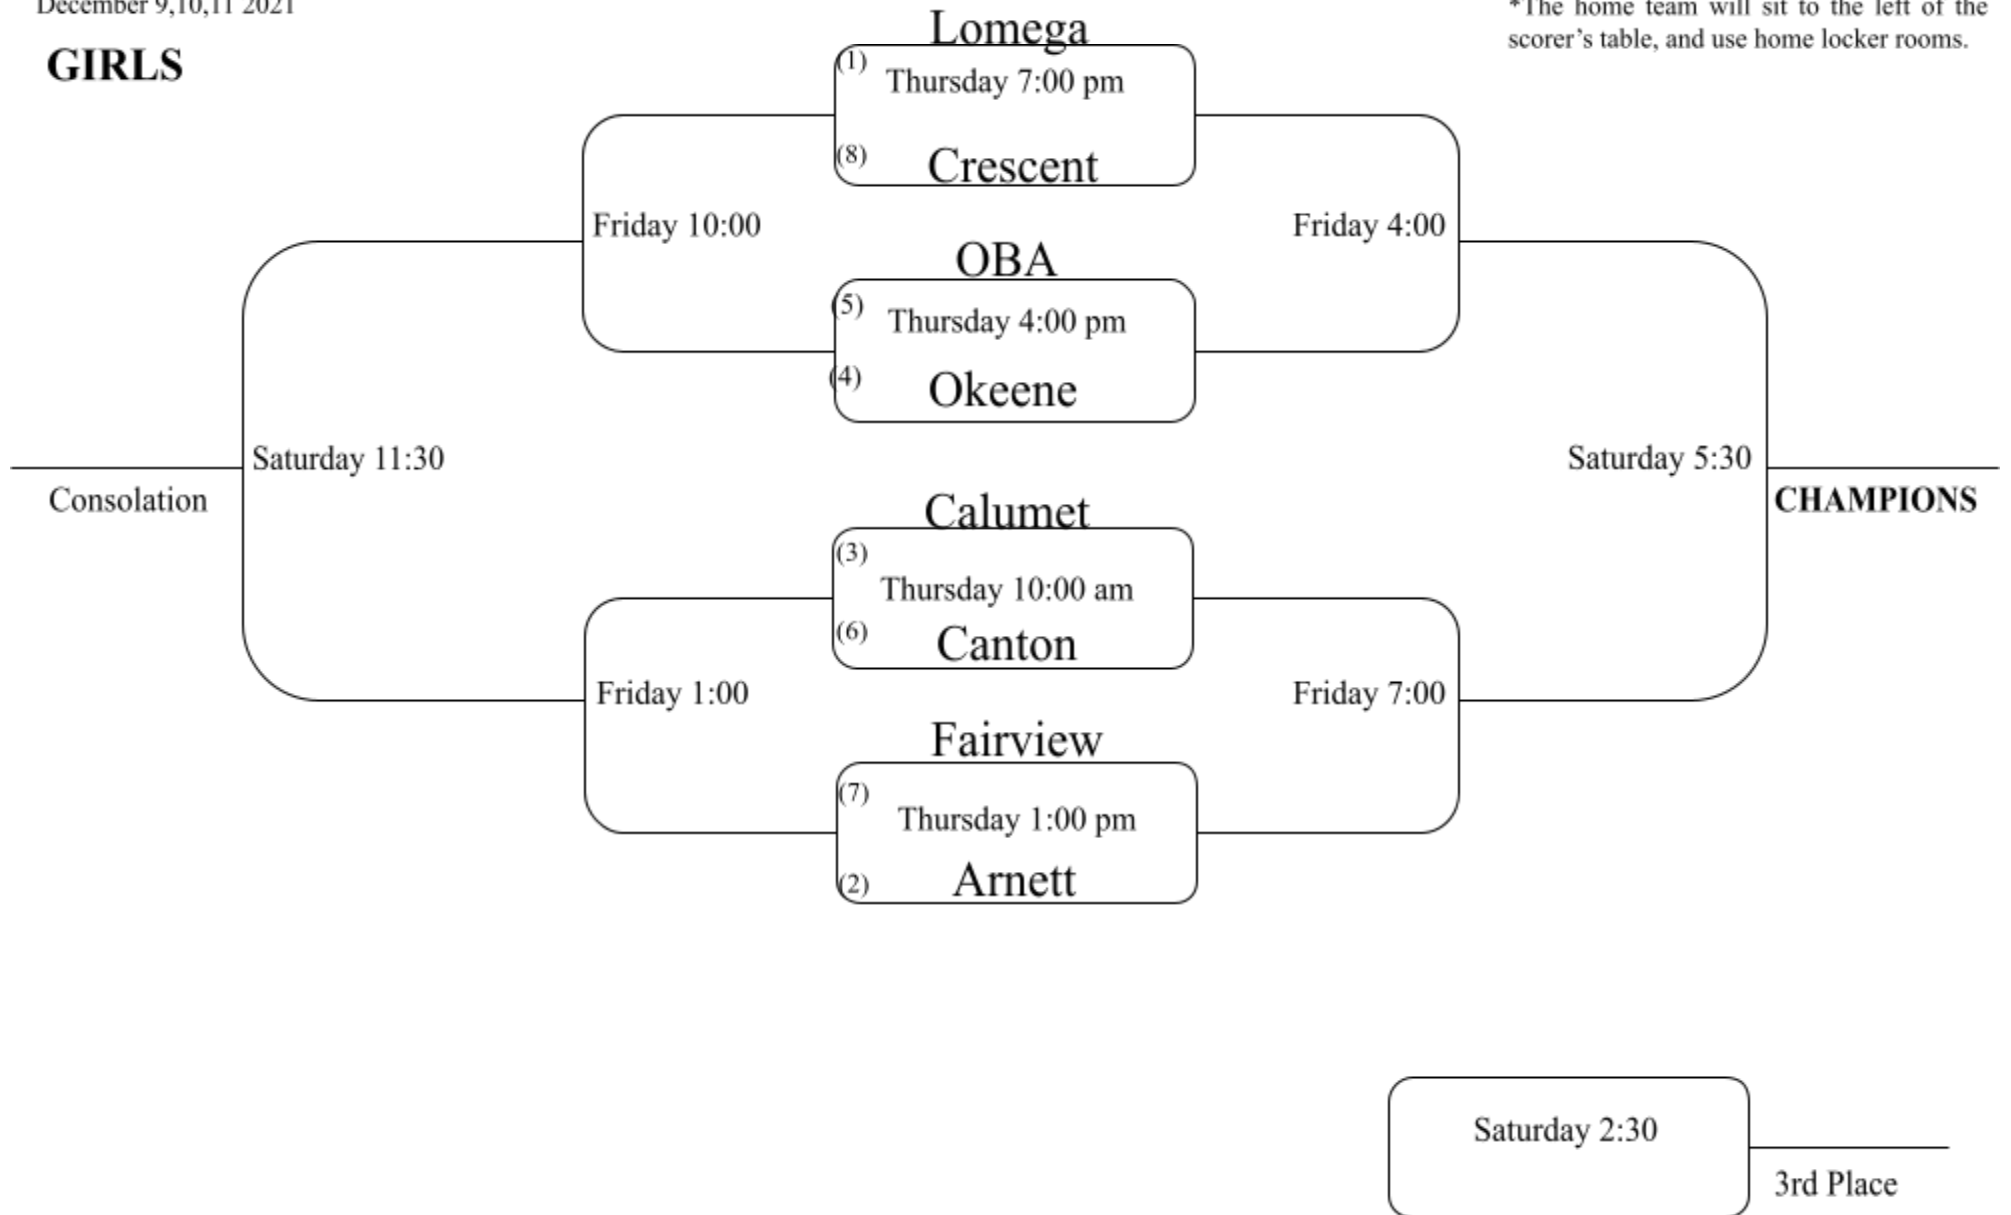 December 9,10,11 2021
*The home team will sit to the left of the
scorer's table, and use home locker rooms.
GIRLS
Lomega
(1)
Thursday 7:00 pm
(8)
Crescent
Friday 10:00
Friday 4:00
OBA
(5)
Thursday 4:00 pm
(4)
Okeene
Saturday 11:30
Saturday 5:30
Consolation
CHAMPIONS
Calumet
(3)
Thursday 10:00 am
(6)
Canton
Friday 1:00
Friday 7:00
Fairview
(7)
Thursday 1:00 pm
(2)
Arnett
Saturday 2:30
3rd Place